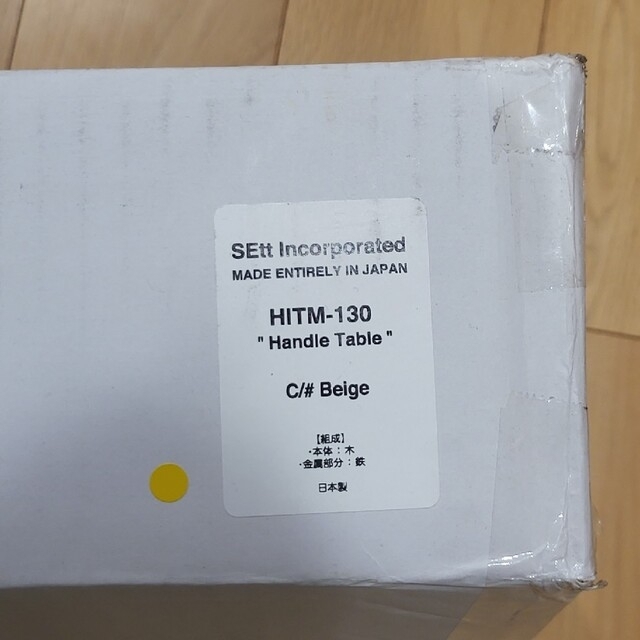 SEtt Incorporated
MADE ENTIRELY IN JAPAN
HITM-130
" Handle Table "
C/# Beige
【組成】
・本体：木
・金属部分：鉄
日本製